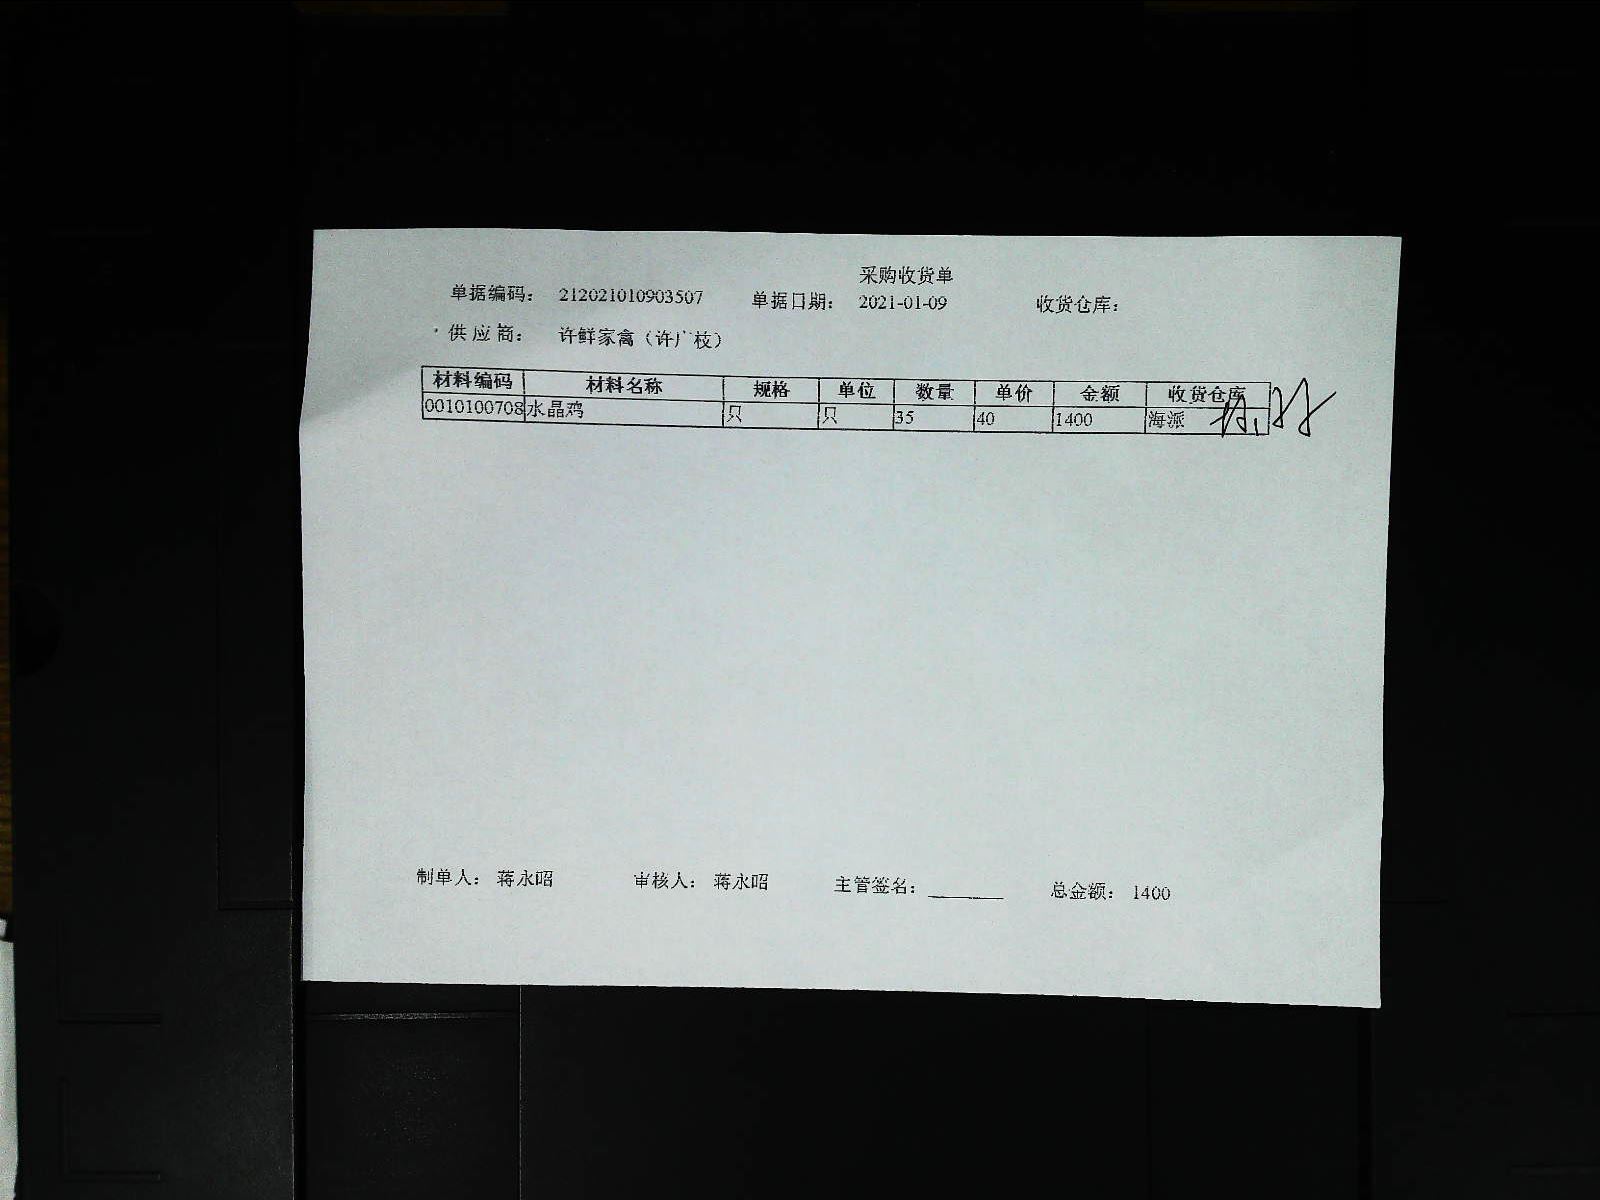 采购收货单
单据编码： 212021010903507 单据日期： 2021-01-09 收货仓库：
供应商： 许鲜家禽（许广枝）
材料编码 材料名称 规格 单位 数量 单价 金额 收货仓库
0010100708 水晶鸡 只 只 35 40 1400 海派
制单人： 蒋永昭 审核人： 蒋永昭 主管签名： 总金额： 1400